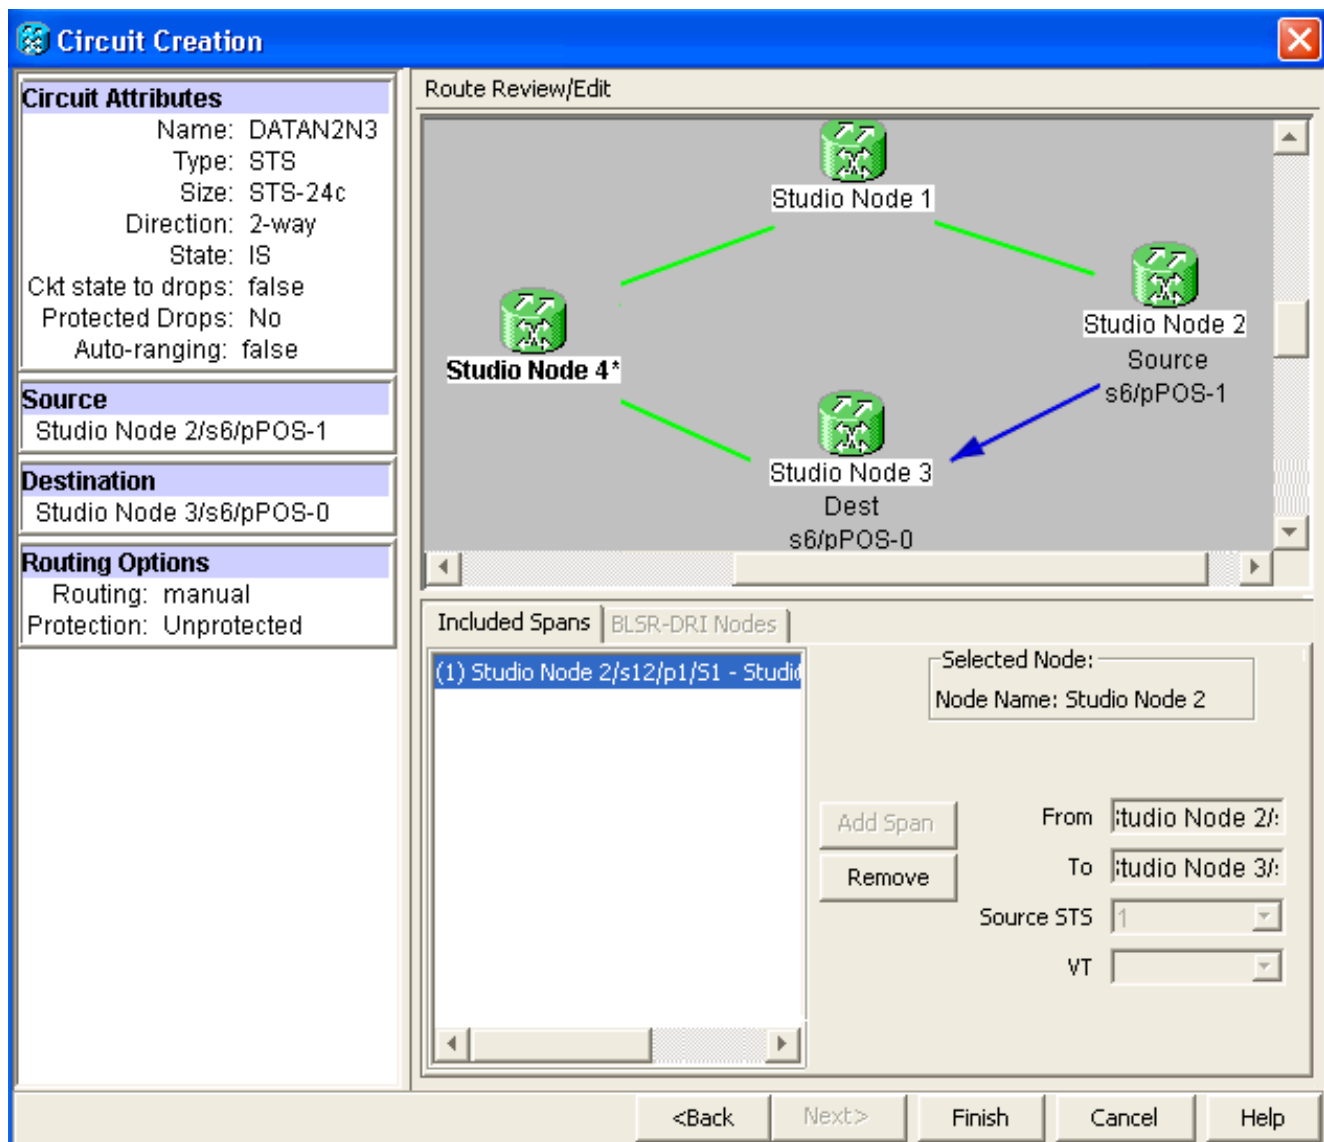 Circuit Creation
Circuit Attributes
Name: DATAN2N3
Type: STS
Size: STS-24c
Direction: 2-way
State: IS
Ckt state to drops: false
Protected Drops: No
Auto-ranging: false
Source
Studio Node 2/s6/pPOS-1
Destination
Studio Node 3/s6/pPOS-0
Routing Options
Routing: manual
Protection: Unprotected
Route Review/Edit
Studio Node 1
Studio Node 2
Source
s6/pPOS-1
Studio Node 4*
Studio Node 3
Dest
s6/pPOS-0
Included Spans
BLSR-DRI Nodes
(1) Studio Node 2/s12/p1/S1 - Studio
Selected Node:
Node Name: Studio Node 2
Add Span
Remove
From tudio Node 2/
To tudio Node 3/
Source STS 1
VT
<Back Next> Finish Cancel Help